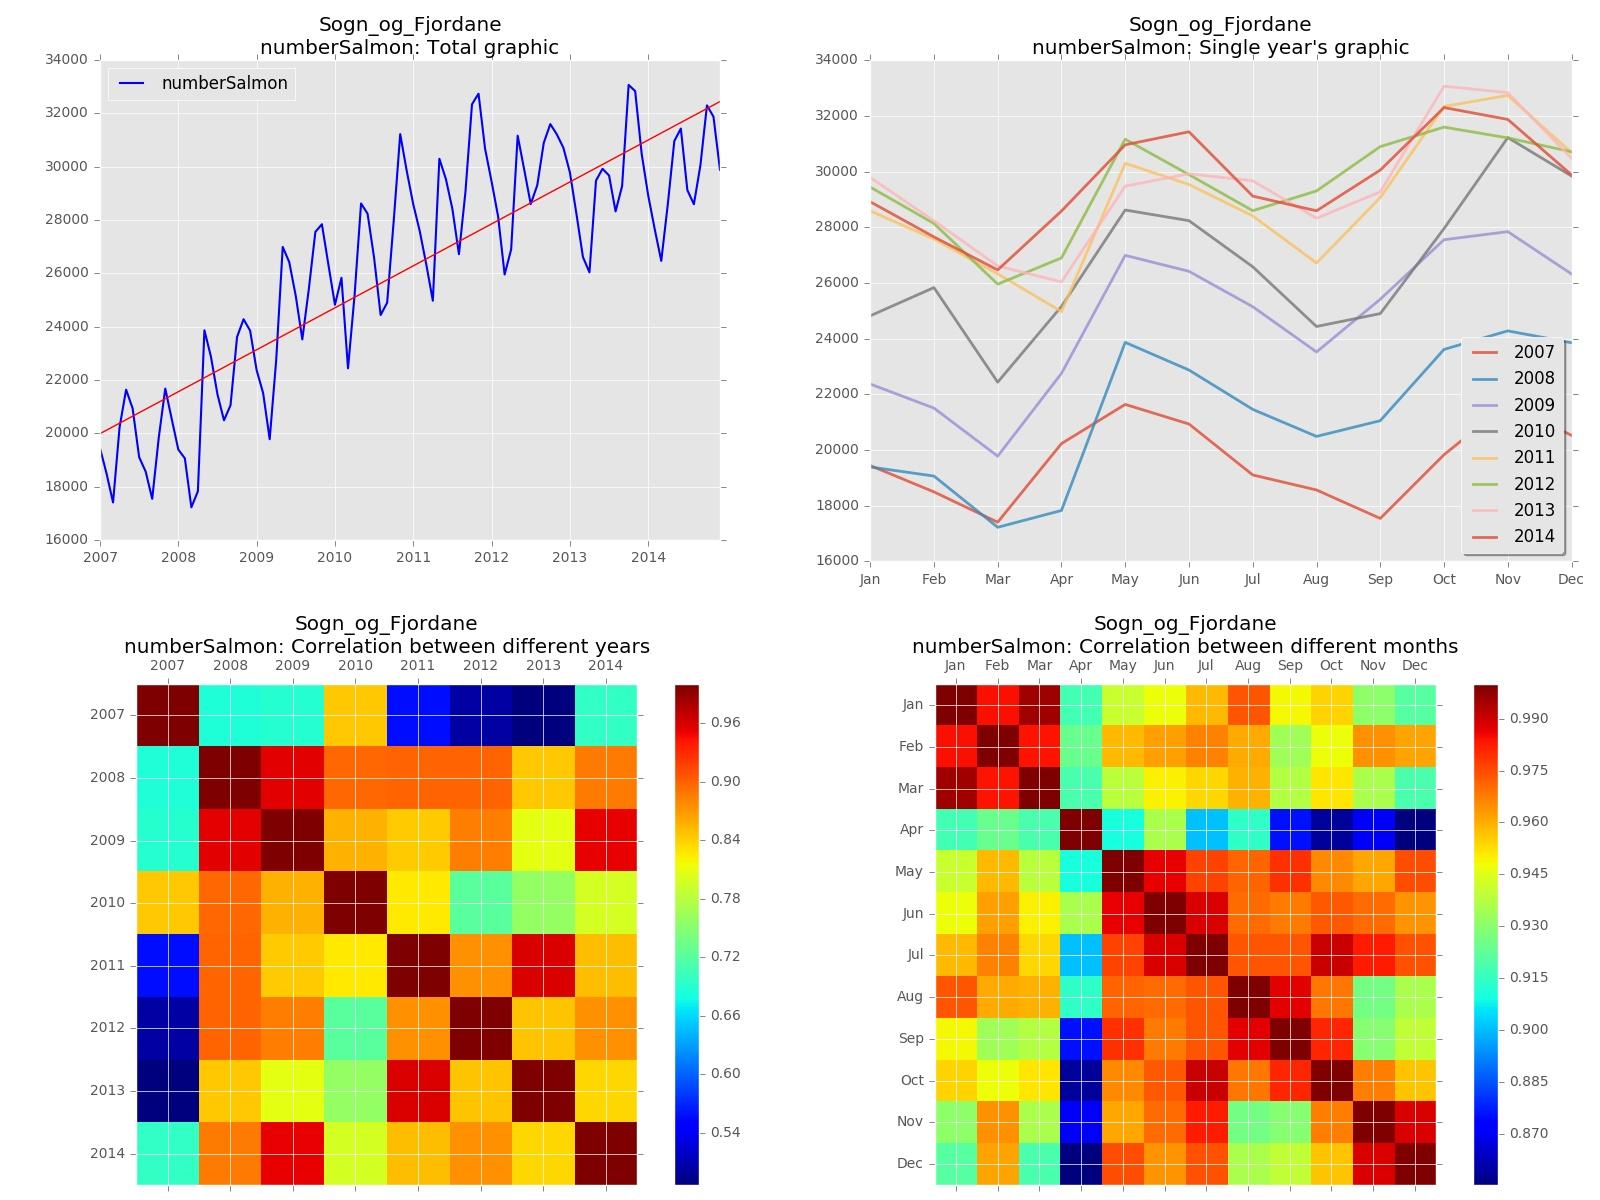 Sogn_og_Fjordane
numberSalmon: Total graphic
34000
32000
30000
28000
26000
24000
22000
20000
18000
16000
numberSalmon
2007 2008 2009 2010 2011 2012 2013 2014
Sogn_og_Fjordane
numberSalmon: Single year's graphic
34000
32000
30000
28000
26000
24000
22000
20000
18000
16000
2007
2008
2009
2010
2011
2012
2013
2014
Jan Feb Mar Apr May Jun Jul Aug Sep Oct Nov Dec
Sogn_og_Fjordane
numberSalmon: Correlation between different years
2007 2008 2009 2010 2011 2012 2013 2014
2007
2008
2009
2010
2011
2012
2013
2014
0.96
0.90
0.84
0.78
0.72
0.66
0.60
0.54
Sogn_og_Fjordane
numberSalmon: Correlation between different months
Jan Feb Mar Apr May Jun Jul Aug Sep Oct Nov Dec
Jan
Feb
Mar
Apr
May
Jun
Jul
Aug
Sep
Oct
Nov
Dec
0.990
0.975
0.960
0.945
0.930
0.915
0.900
0.885
0.870